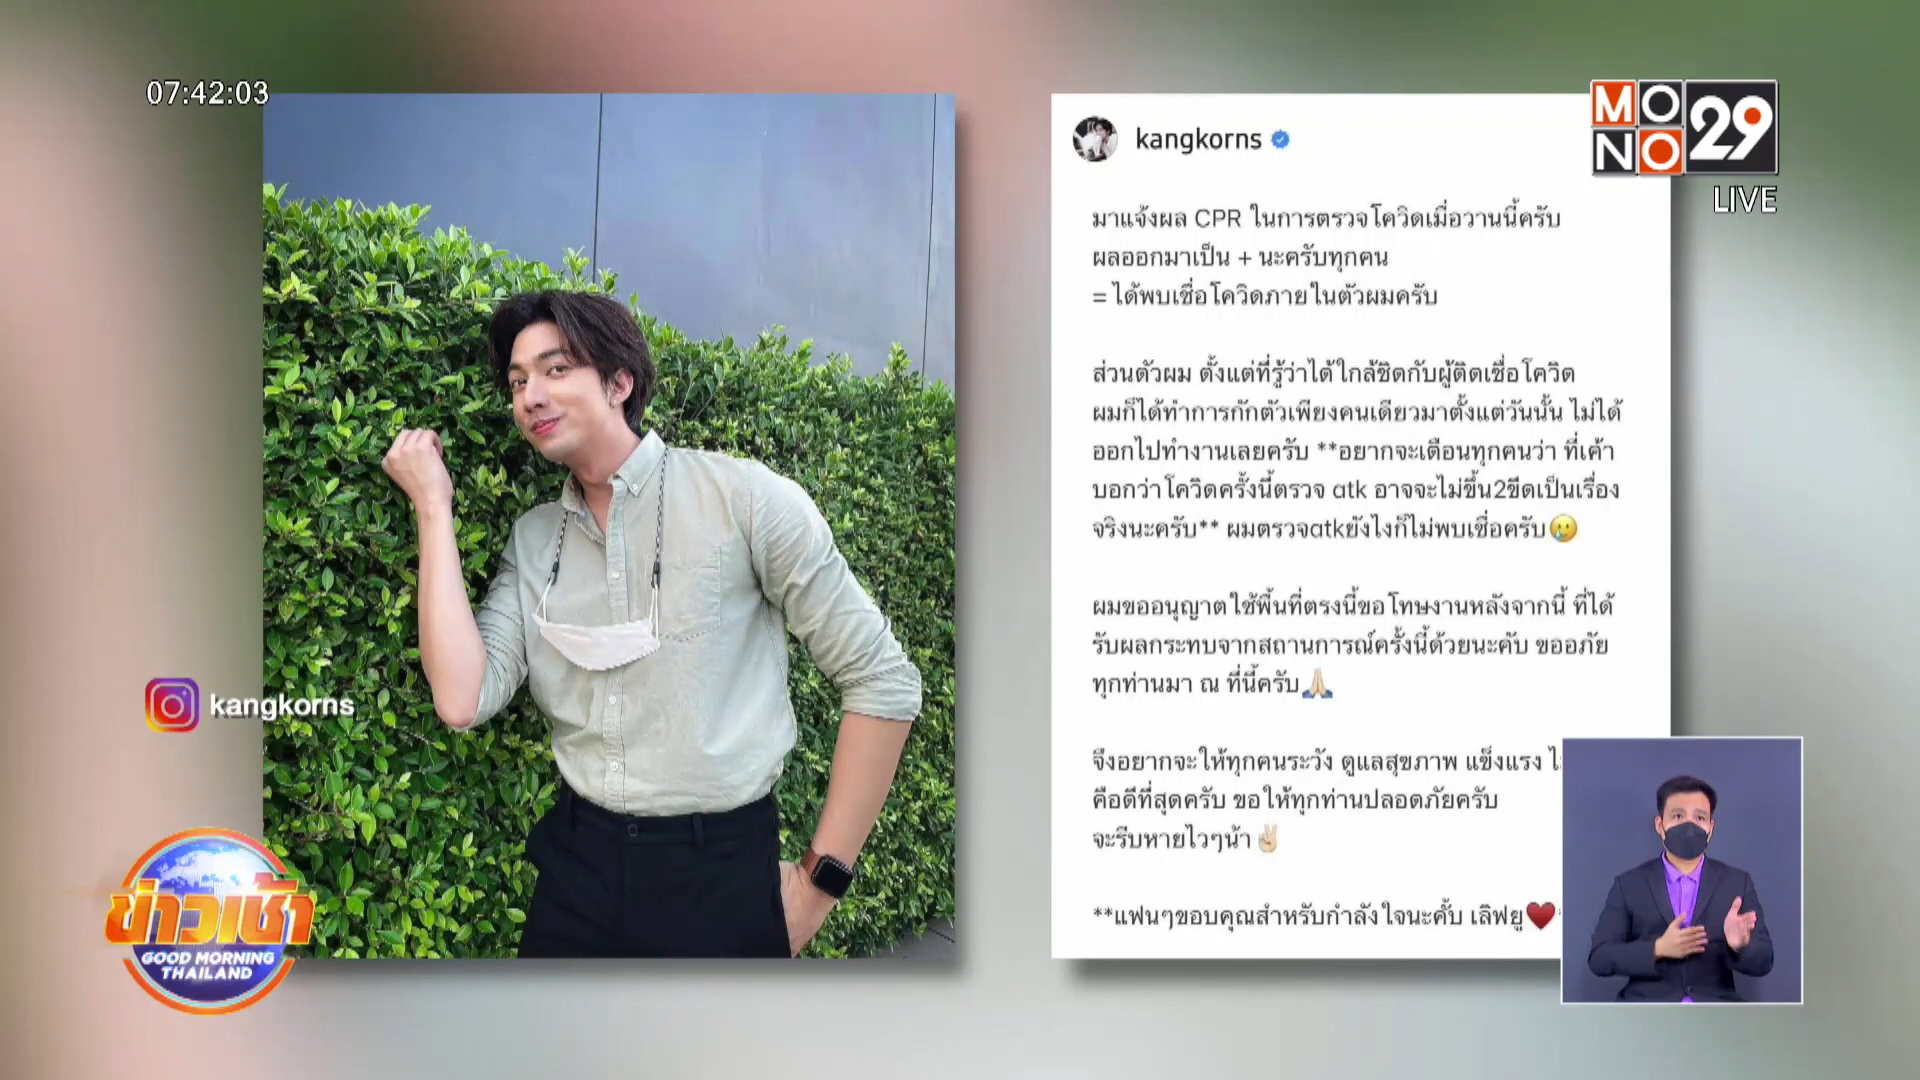 07:42:03
MONO 29
LIVE
kangkorns
มาแจ้งผล CPR ในการตรวจโควิดเมื่อวานนี้ครับ
ผลออกมาเป็น + นะครับทุกคน
= ได้พบเชื่อโควิดภายในตัวผมครับ
ส่วนตัวผม ตั้งแต่ที่รู้ว่าได้ใกล้ชิตกับผู้ติดเชื่อโควิต
ผมก็ได้ทำการกักตัวเพียงคนเดียวมาตั้งแต่วันนั้น ไม่ได้
ออกไปทำงานเลยครับ **อยากจะเตือนทุกคนว่า ที่เค้า
บอกว่าโควิดครั้งนี้ตรวจ atk อาจจะไม่ขึ้น2ขีดเป็นเรื่อง
จริงนะครับ** ผมตรวจatkยังไงก็ไม่พบเชื่อครับ🥲
ผมขออนุญาตใช้พื้นที่ตรงนี้ขอโทษงานหลังจากนี้ ที่ได้
รับผลกระทบจากสถานการณ์ครั้งนี้ด้วยนะคับ ขออภัย
ทุกท่านมา ณ ที่นี้ครับ🙏🏻
จึงอยากจะให้ทุกคนระวัง ดูแลสุขภาพ แข็งแรง
คือดีที่สุดครับ ขอให้ทุกท่านปลอดภัยครับ
จะรีบหายไวๆน้า✌🏻
**แฟนๆขอบคุณสำหรับกำลังใจนะคั้บ เลิฟยู♥️*
kangkorns
ข่าวเช้า
GOOD MORNING
THAILAND